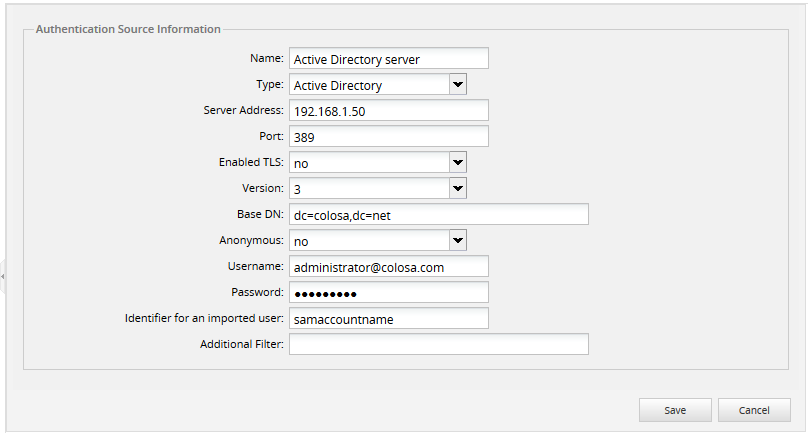 Authentication Source Information
Name: Active Directory server
Type: Active Directory
Server Address: 192.168.1.50
Port: 389
Enabled TLS: no
Version: 3
Base DN: dc=colosa,dc=net
Anonymous: no
Username: administrator@colosa.com
Password: ●●●●●●●●●
Identifier for an imported user: samaccountname
Additional Filter:
Save Cancel